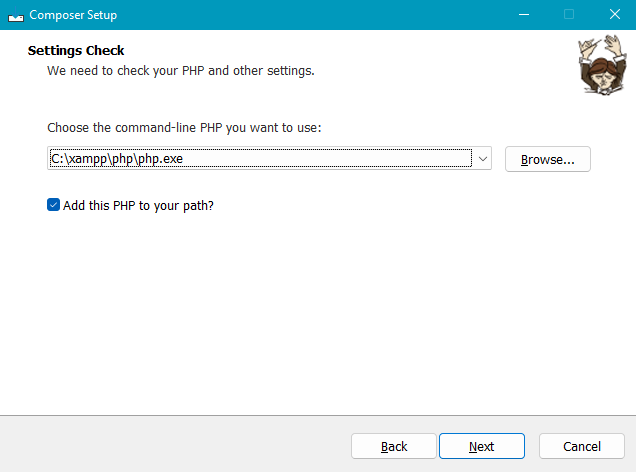 Composer Setup
Settings Check
We need to check your PHP and other settings.
Choose the command-line PHP you want to use:
C:\xampp\php\php.exe
Browse...
Add this PHP to your path?
Back
Next
Cancel